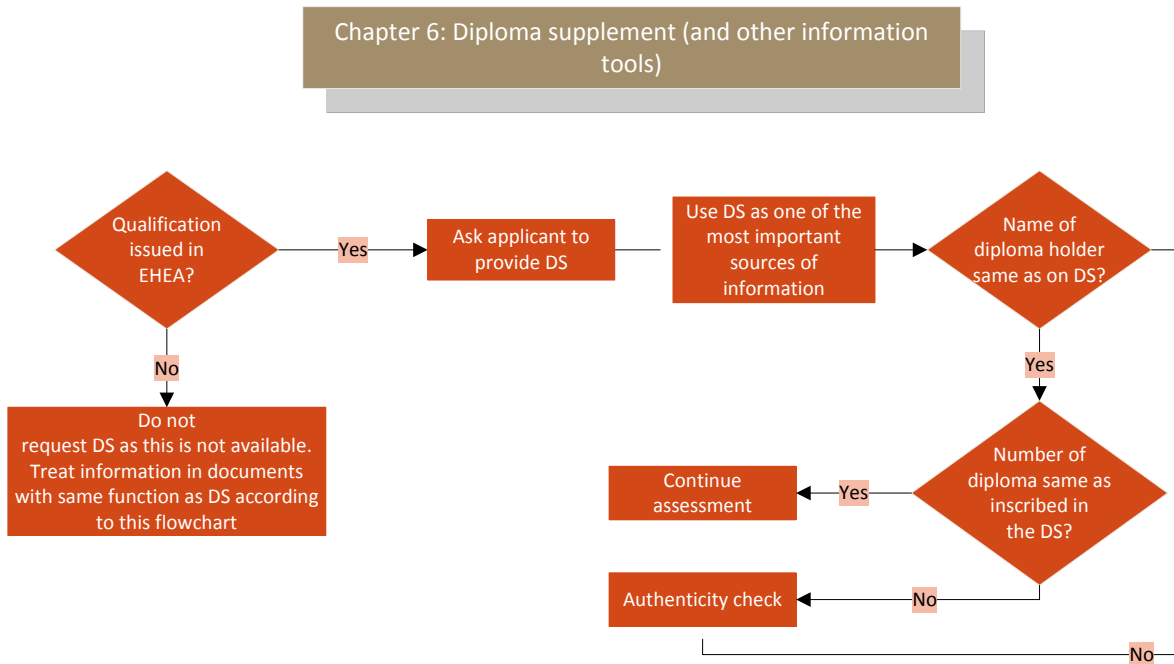 Chapter 6: Diploma supplement (and other information
tools)
Qualification
issued in
EHEA?
Yes
Ask applicant to
provide DS
Use DS as one of the
most important
sources of
information
Name of
diploma holder
same as on DS?
No
Yes
Do not
request DS as this is not available.
Treat information in documents
with same function as DS according
to this flowchart
Number of
diploma same as
inscribed in
the DS?
Yes
Continue
assessment
No
Authenticity check
No